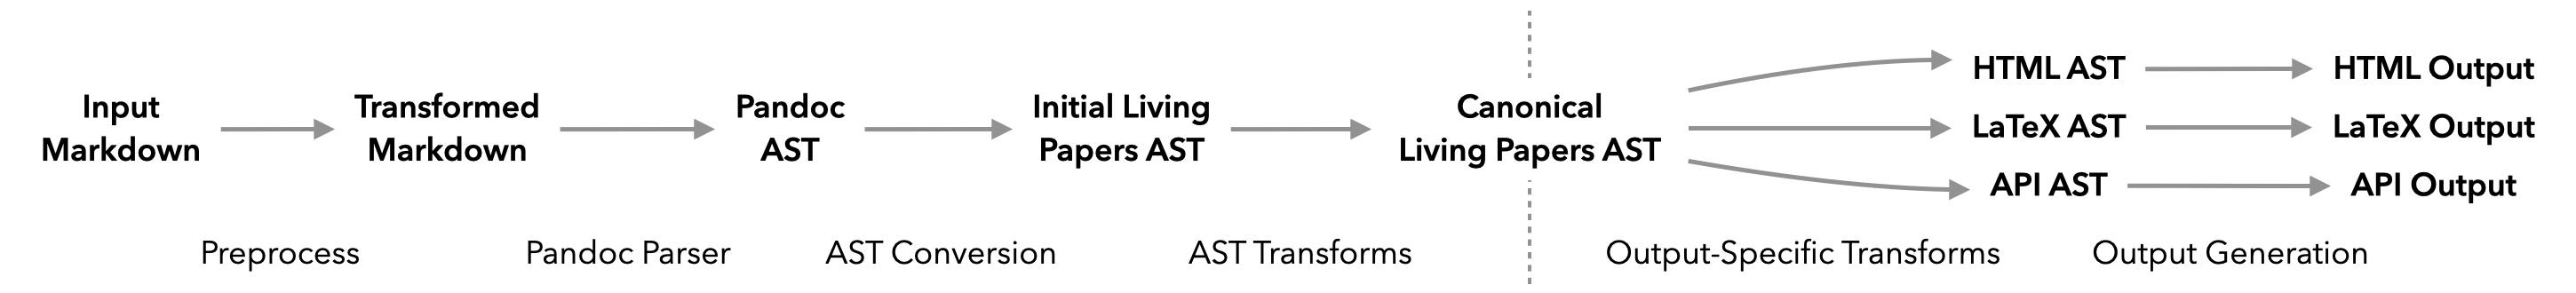 Input
Markdown
Transformed
Markdown
Pandoc
AST
Initial Living
Papers AST
Canonical
Living Papers AST
HTML AST
HTML Output
LaTeX AST
LaTeX Output
API AST
API Output
Preprocess
Pandoc Parser
AST Conversion
AST Transforms
Output-Specific Transforms
Output Generation